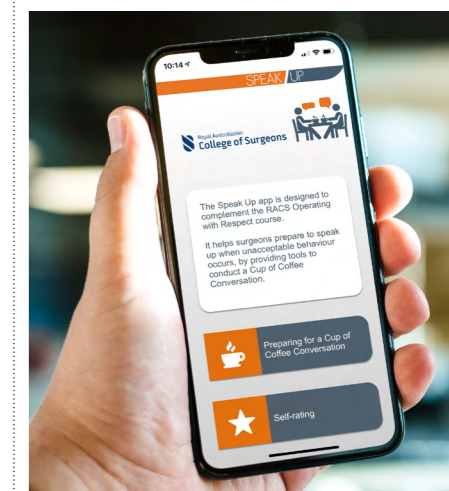 10:14
SPEAK UP
Royal Australasian
College of Surgeons
The Speak Up app is designed to
complement the RACS Operating
with Respect course.
It helps surgeons prepare to speak
up when unacceptable behaviour
occurs, by providing tools to
conduct a Cup of Coffee
Conversation.
Preparing for a Cup of
Coffee Conversation
Self-rating